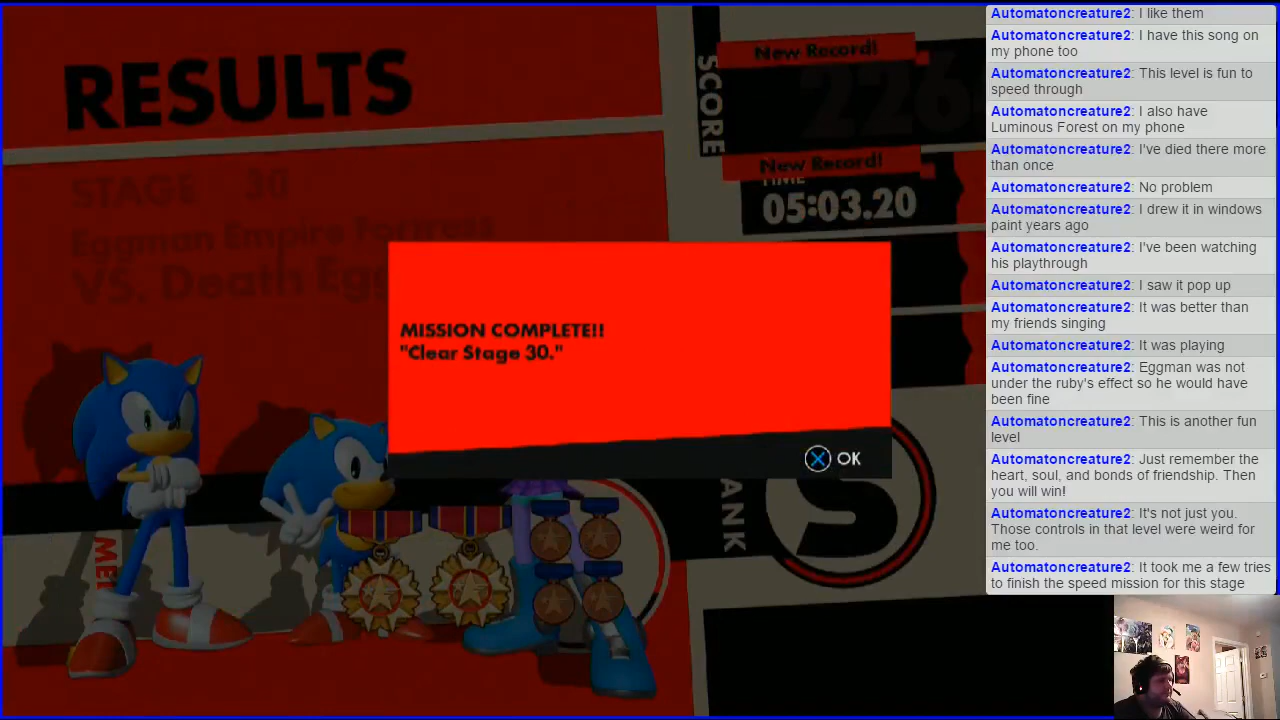 RESULTS
STAGE 30
Eggman Empire Fortress
VS. Death Egg
SCORE
New Record!
226
New Record!
TIME
05:03.20
MISSION COMPLETE!!
"Clear Stage 30."
OK
RANK
S
Automatoncreature2: I like them
Automatoncreature2: I have this song on
my phone too
Automatoncreature2: This level is fun to
speed through
Automatoncreature2: I also have
Luminous Forest on my phone
Automatoncreature2: I've died there more
than once
Automatoncreature2: No problem
Automatoncreature2: I drew it in windows
paint years ago
Automatoncreature2: I've been watching
his playthrough
Automatoncreature2: I saw it pop up
Automatoncreature2: It was better than
my friends singing
Automatoncreature2: It was playing
Automatoncreature2: Eggman was not
under the ruby's effect so he would have
been fine
Automatoncreature2: This is another fun
level
Automatoncreature2: Just remember the
heart, soul, and bonds of friendship. Then
you will win!
Automatoncreature2: It's not just you.
Those controls in that level were weird for
me too.
Automatoncreature2: It took me a few tries
to finish the speed mission for this stage